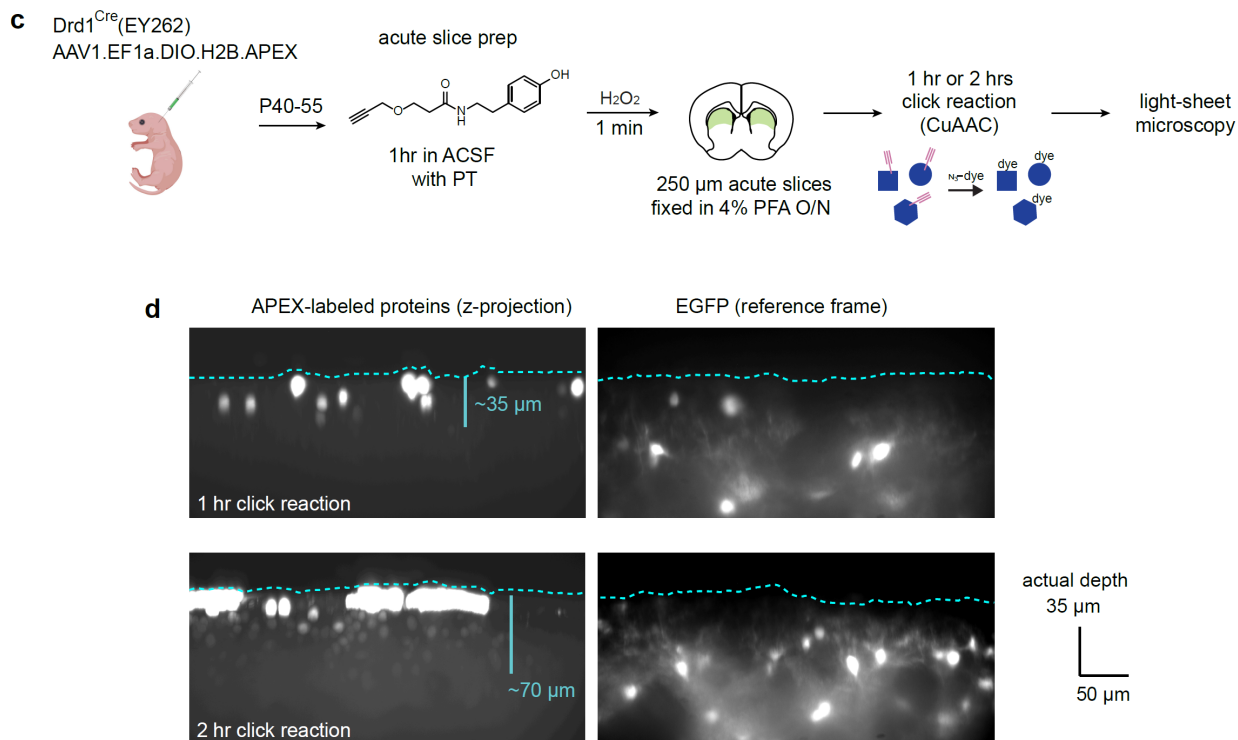 c
Drd1Cre(EY262)
AAV1.EF1a.DIO.H2B.APEX
P40-55
acute slice prep
O
OH
O
N
H
1hr in ACSF
with PT
H2O2
1 min
250 µm acute slices
fixed in 4% PFA O/N
1 hr or 2 hrs
click reaction
(CuAAC)
N3-dye
dye
dye
dye
light-sheet
microscopy
d
APEX-labeled proteins (z-projection)
EGFP (reference frame)
~35 µm
1 hr click reaction
~70 µm
2 hr click reaction
actual depth
35 µm
50 µm